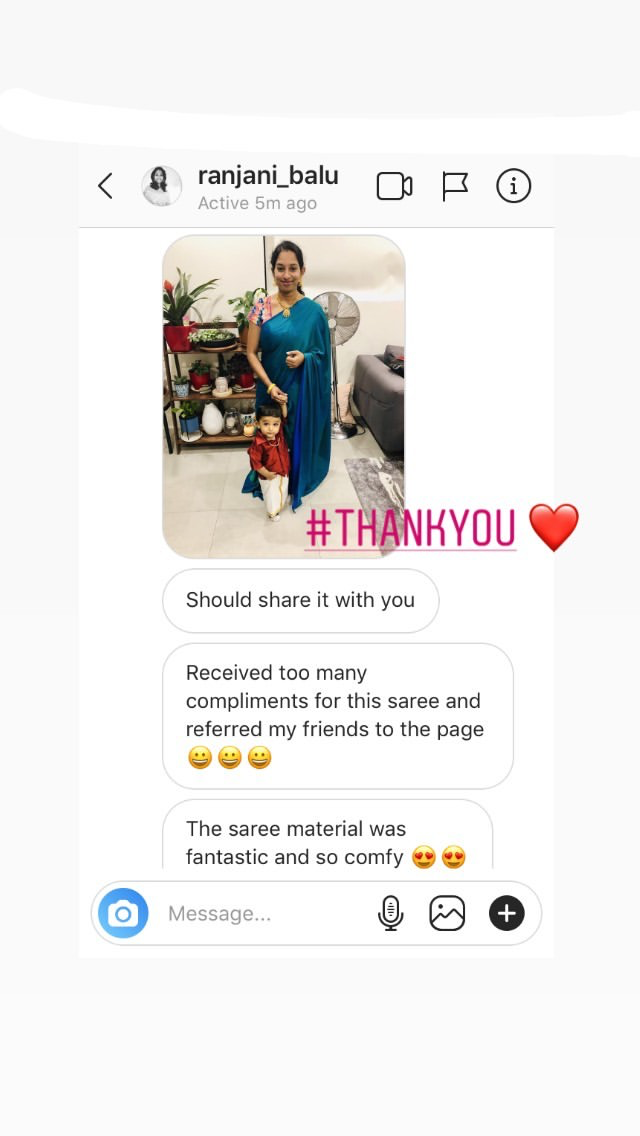 ranjani_balu
Active 5m ago
#THANKYOU ❤️
Should share it with you
Received too many
compliments for this saree and
referred my friends to the page
😀😀😀
The saree material was
fantastic and so comfy 😍😍
Message...